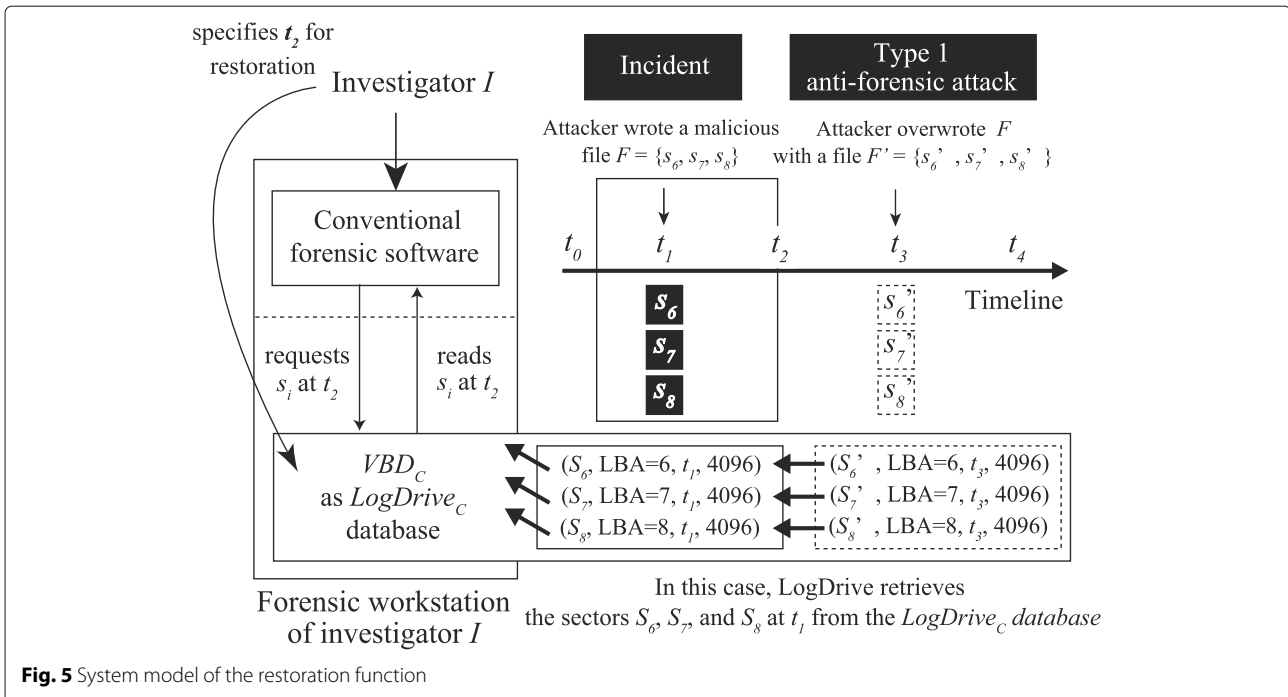 specifies t2 for
restoration
Investigator I
Incident
Type 1
anti-forensic attack
Attacker wrote a malicious
file F = {s6, s7, s8}
Attacker overwrote F
with a file F’ = {s6’ , s7’ , s8’ }
Conventional
forensic software
t0 t1 t2 t3 t4
Timeline
s6 s6’
s7 s7’
s8 s8’
requests
si at t2
reads
si at t2
VBDC
as LogDriveC
database
(S6, LBA=6, t1, 4096) (S6’ , LBA=6, t3, 4096)
(S7, LBA=7, t1, 4096) (S7’ , LBA=7, t3, 4096)
(S8, LBA=8, t1, 4096) (S8’ , LBA=8, t3, 4096)
Forensic workstation
of investigator I
In this case, LogDrive retrieves
the sectors S6, S7, and S8 at t1 from the LogDriveC database
Fig. 5 System model of the restoration function